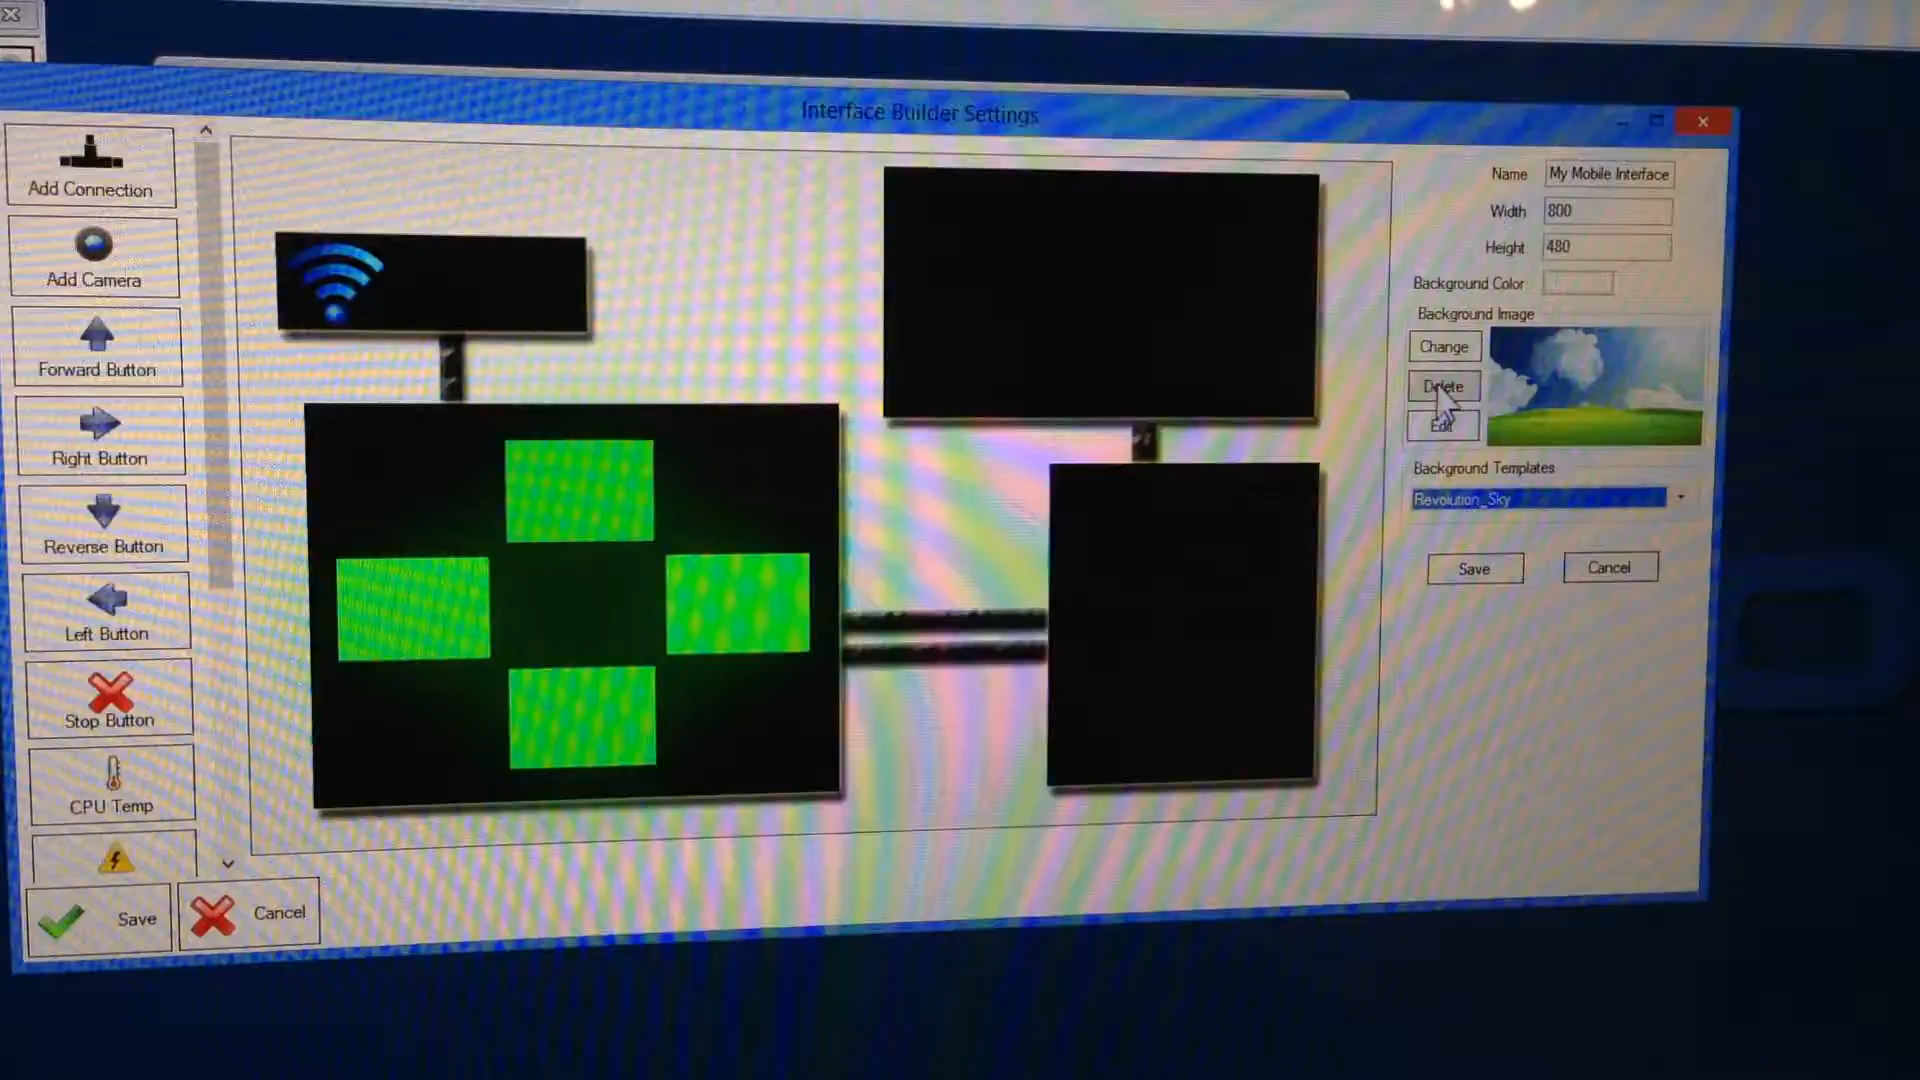 Interface Builder Settings
Add Connection
Add Camera
Forward Button
Right Button
Reverse Button
Left Button
Stop Button
CPU Temp
Save
Cancel
Name My Mobile Interface
Width 800
Height 480
Background Color
Background Image
Change
Delete
Edit
Background Templates
Revolution_Sky
Save
Cancel